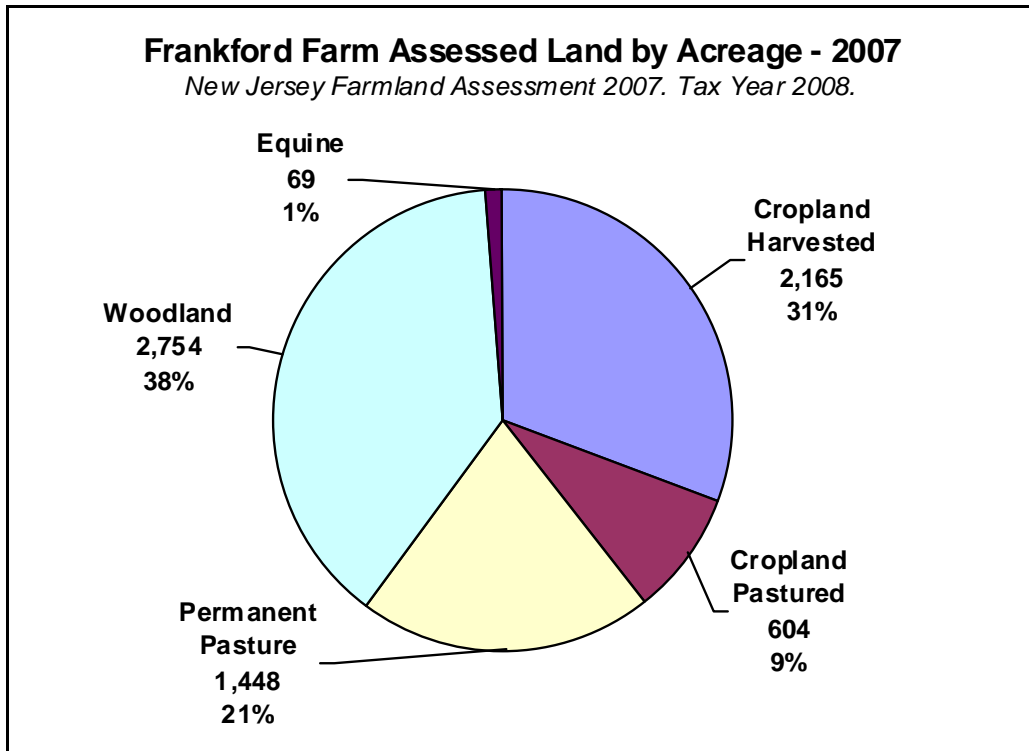 Frankford Farm Assessed Land by Acreage - 2007
New Jersey Farmland Assessment 2007. Tax Year 2008.
Equine
69
1%
Cropland
Harvested
2,165
31%
Woodland
2,754
38%
Cropland
Pastured
604
9%
Permanent
Pasture
1,448
21%